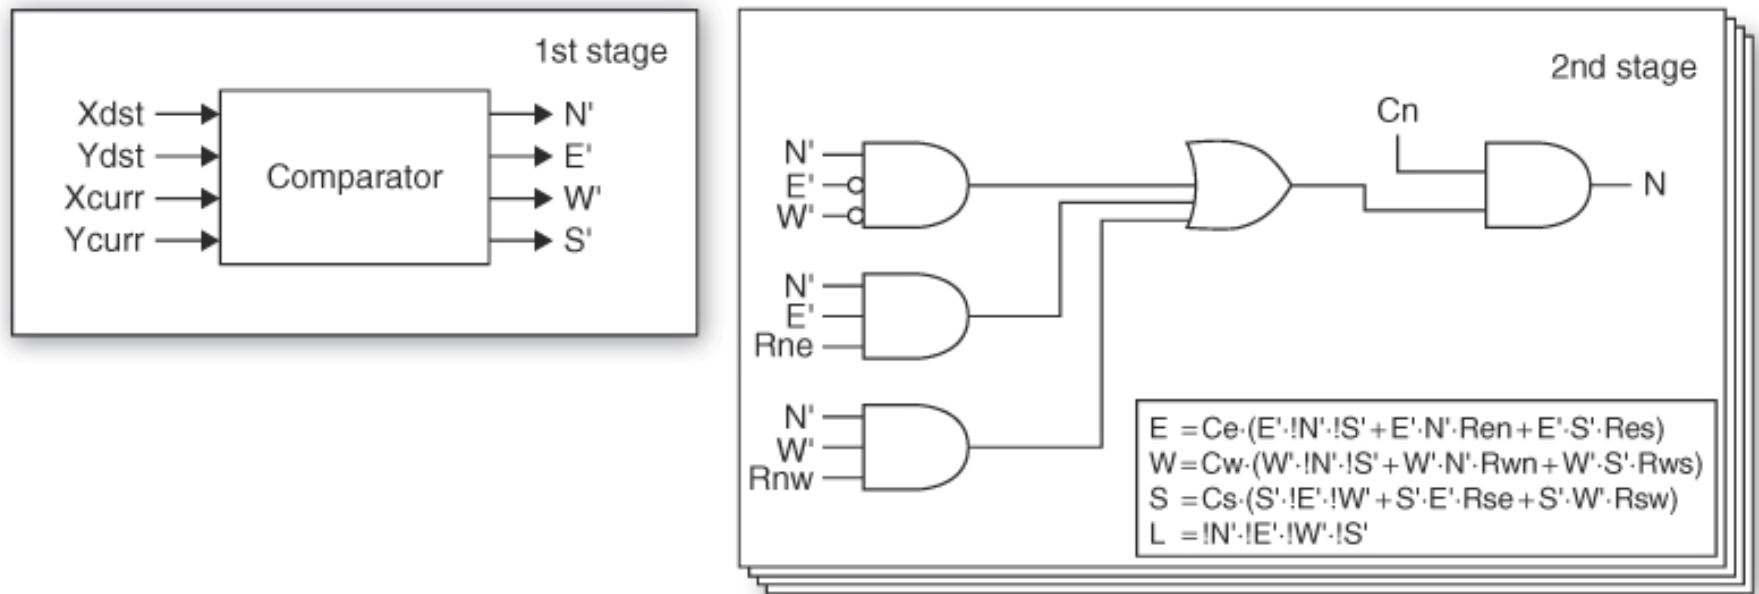 1st stage
Xdst
Ydst
Xcurr
Ycurr
Comparator
N'
E'
W'
S'
2nd stage
Cn
N'
E'
W'
N
N'
E'
Rne
N'
W'
Rnw
E =Ce·(E'·!N'·!S'+E'·N'·Ren+E'·S'·Res)
W=Cw·(W'·!N'·!S'+W'·N'·Rwn+W'·S'·Rws)
S =Cs·(S'·!E'·!W'+S'·E'·Rse+S'·W'·Rsw)
L =!N'·!E'·!W'·!S'